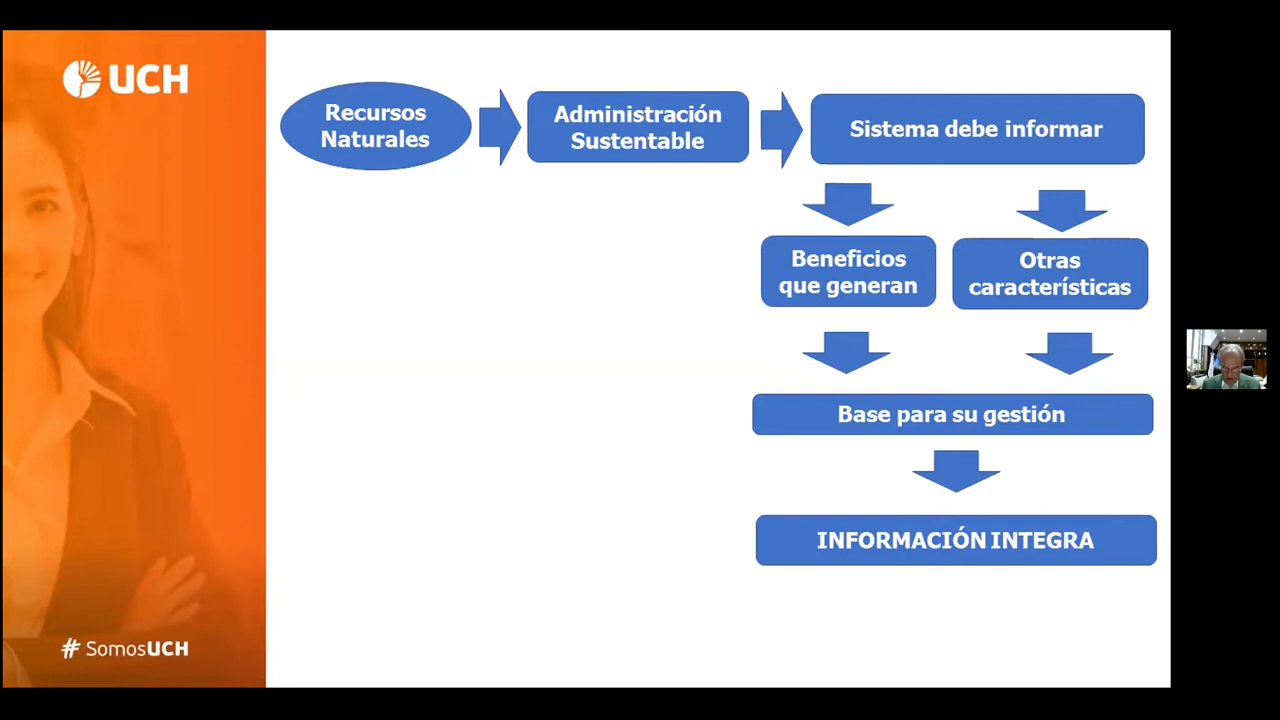 UCH
Recursos
Naturales
Administración
Sustentable
Sistema debe informar
Beneficios
que generan
Otras
características
Base para su gestión
INFORMACIÓN INTEGRA
# SomosUCH